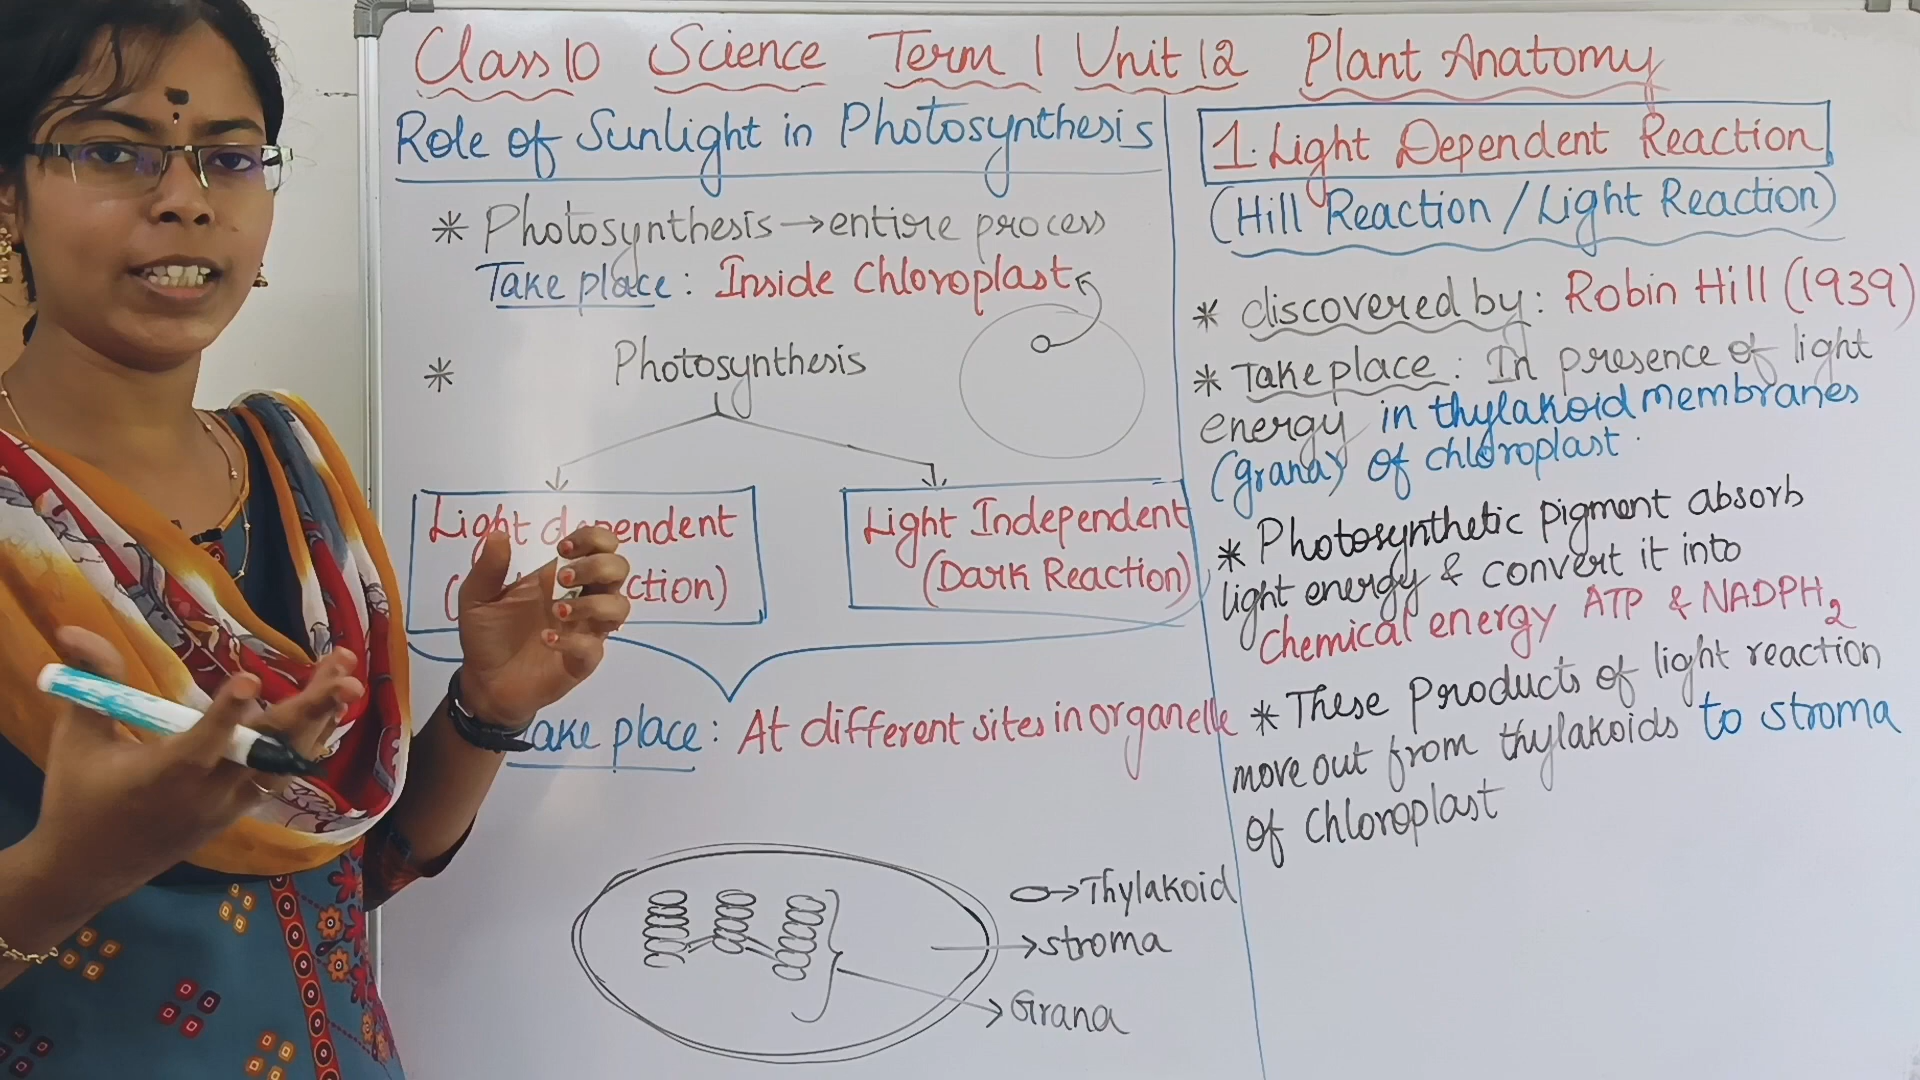 Class 10 Science Term 1 Unit 12 Plant Anatomy
Role of Sunlight in Photosynthesis
* Photosynthesis → entire process
Take place : Inside Chloroplast
* Photosynthesis
Light dependent
ction)
Light Independent
(Dark Reaction)
ake place : At different sites in organelle
→ Thylakoid
→ stroma
→ Grana
1. Light Dependent Reaction
(Hill Reaction / Light Reaction)
* discovered by : Robin Hill (1939)
* Take place : In presence of light
energy in thylakoid membranes
(grana) of chloroplast.
* Photosynthetic pigment absorb
light energy & convert it into
Chemical energy ATP & NADPH2
* These Products of light reaction
move out from thylakoids to stroma
of Chloroplast